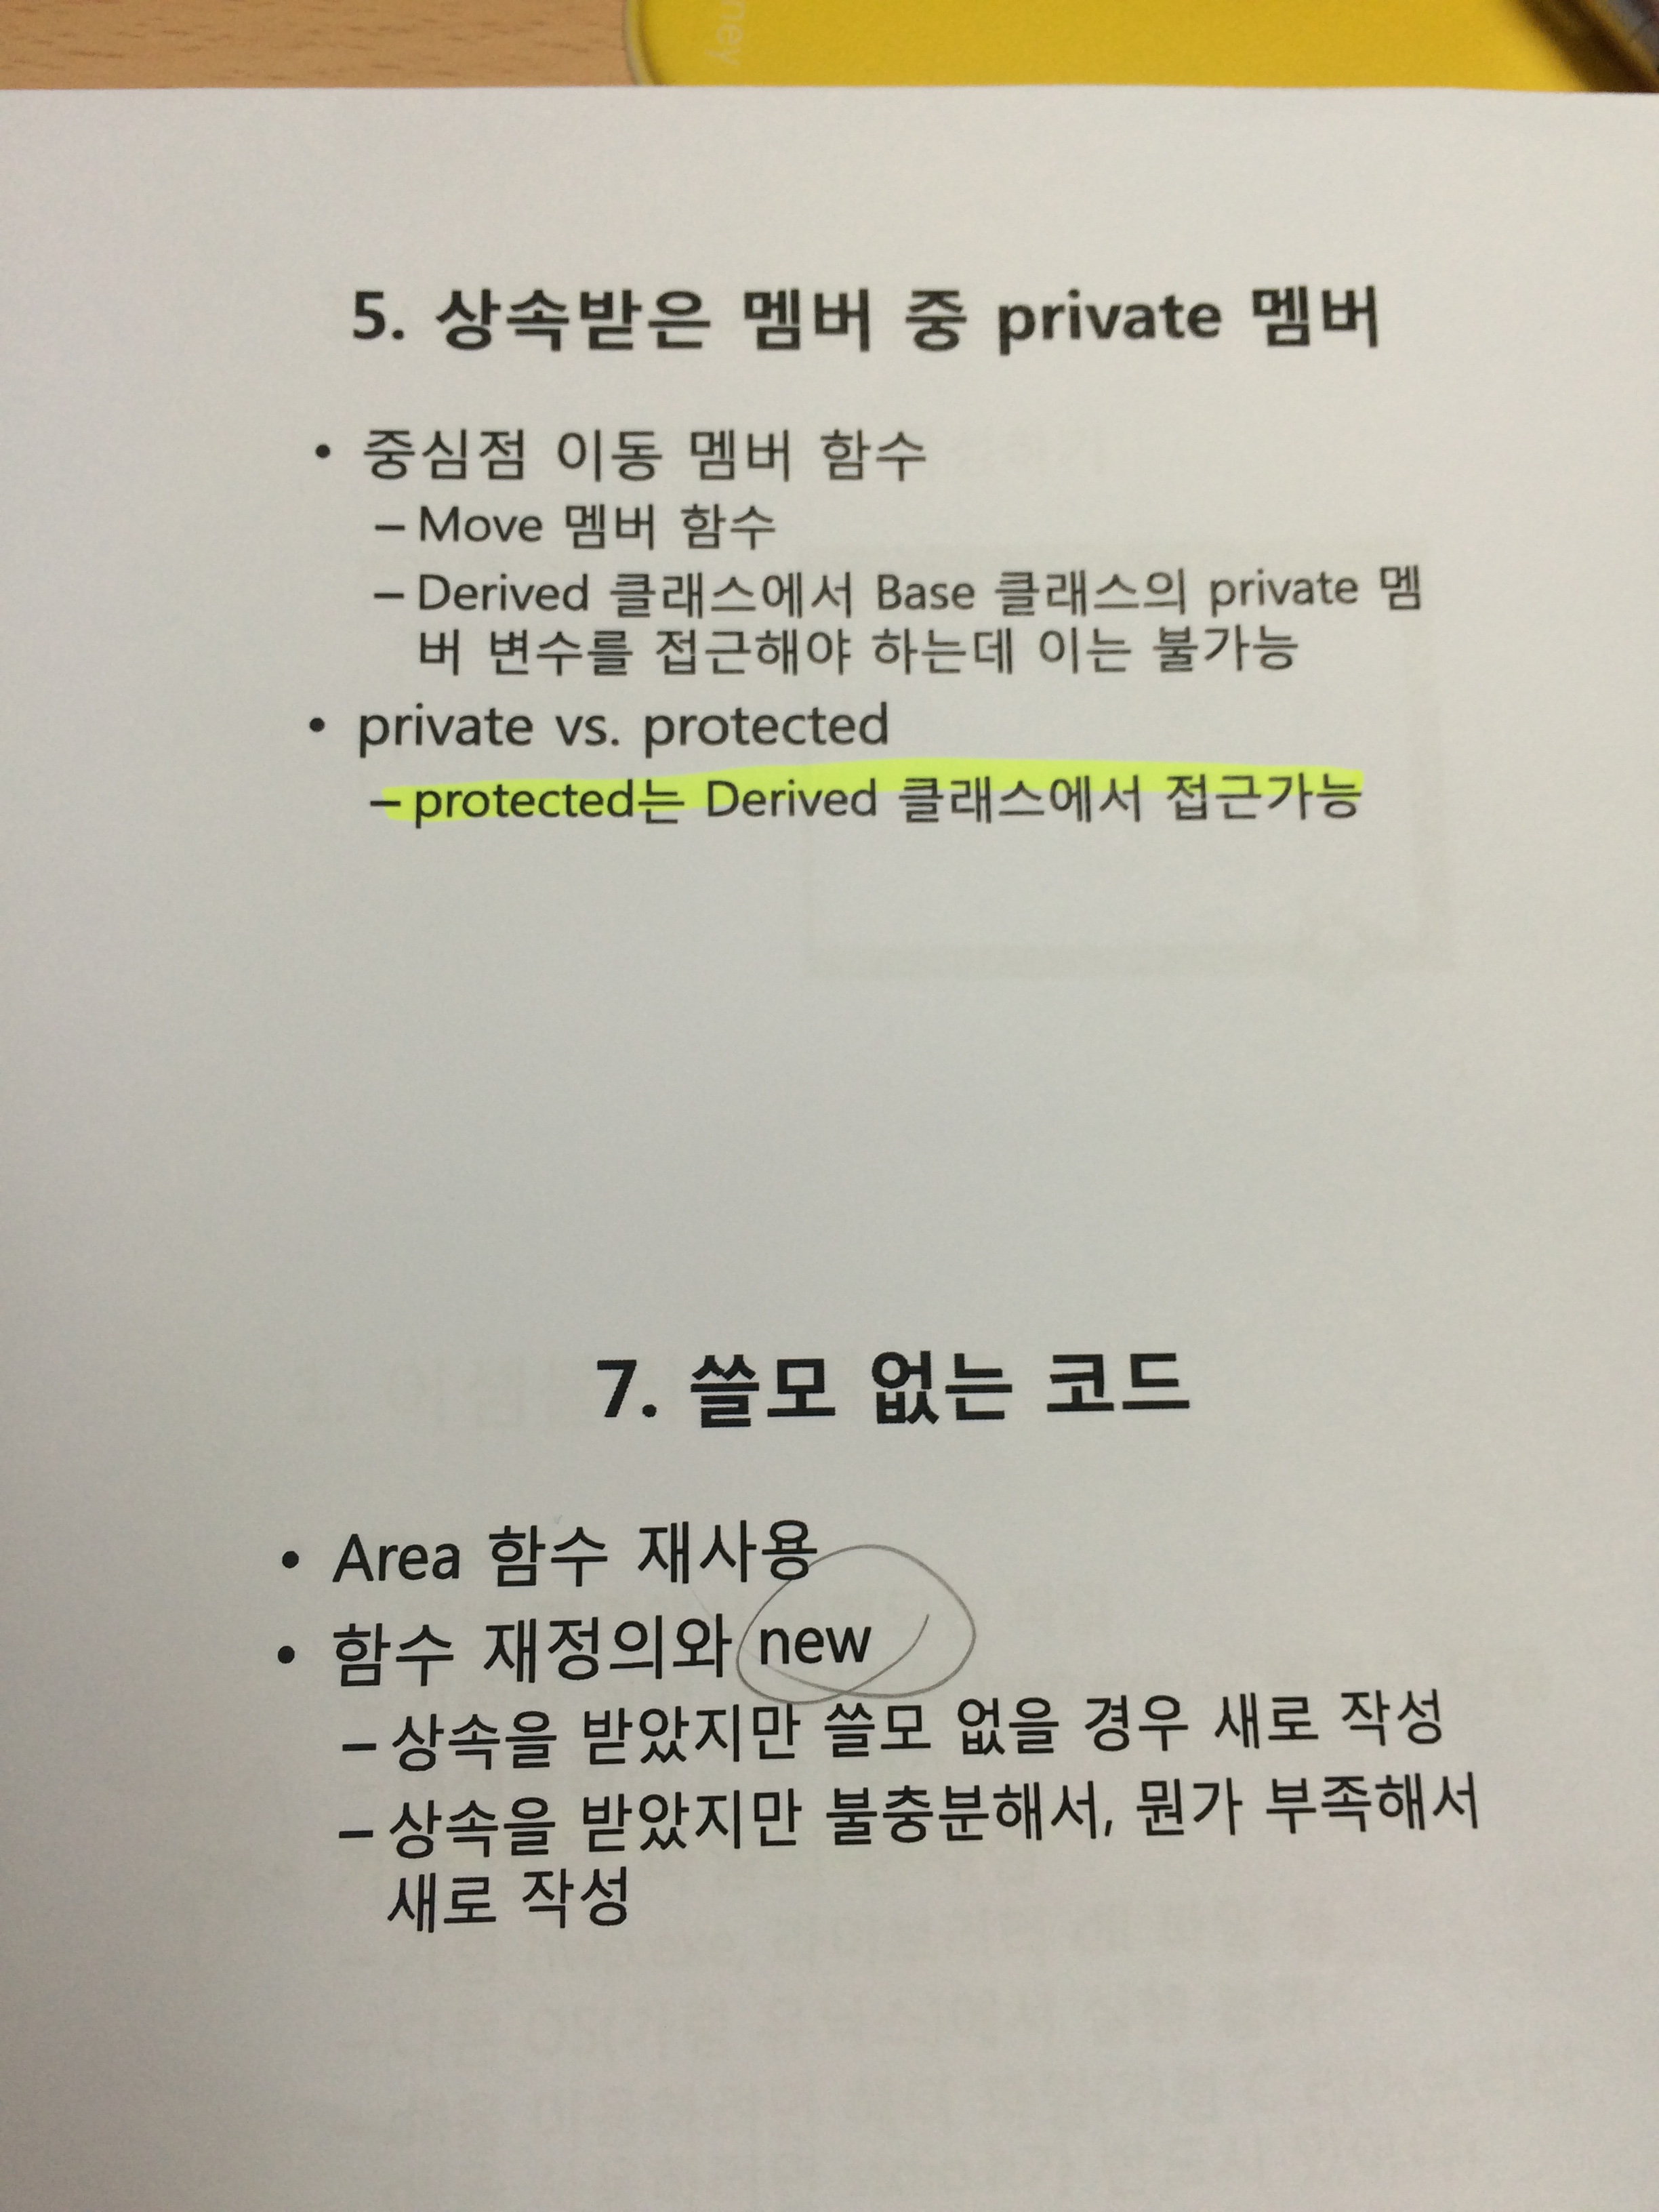 ney
5. 상속받은 멤버 중 private 멤버
• 중심점 이동 멤버 함수
– Move 멤버 함수
– Derived 클래스에서 Base 클래스의 private 멤
버 변수를 접근해야 하는데 이는 불가능
• private vs. protected
– protected는 Derived 클래스에서 접근가능
7. 쓸모 없는 코드
• Area 함수 재사용
• 함수 재정의와 new
– 상속을 받았지만 쓸모 없을 경우 새로 작성
– 상속을 받았지만 불충분해서, 뭔가 부족해서
새로 작성